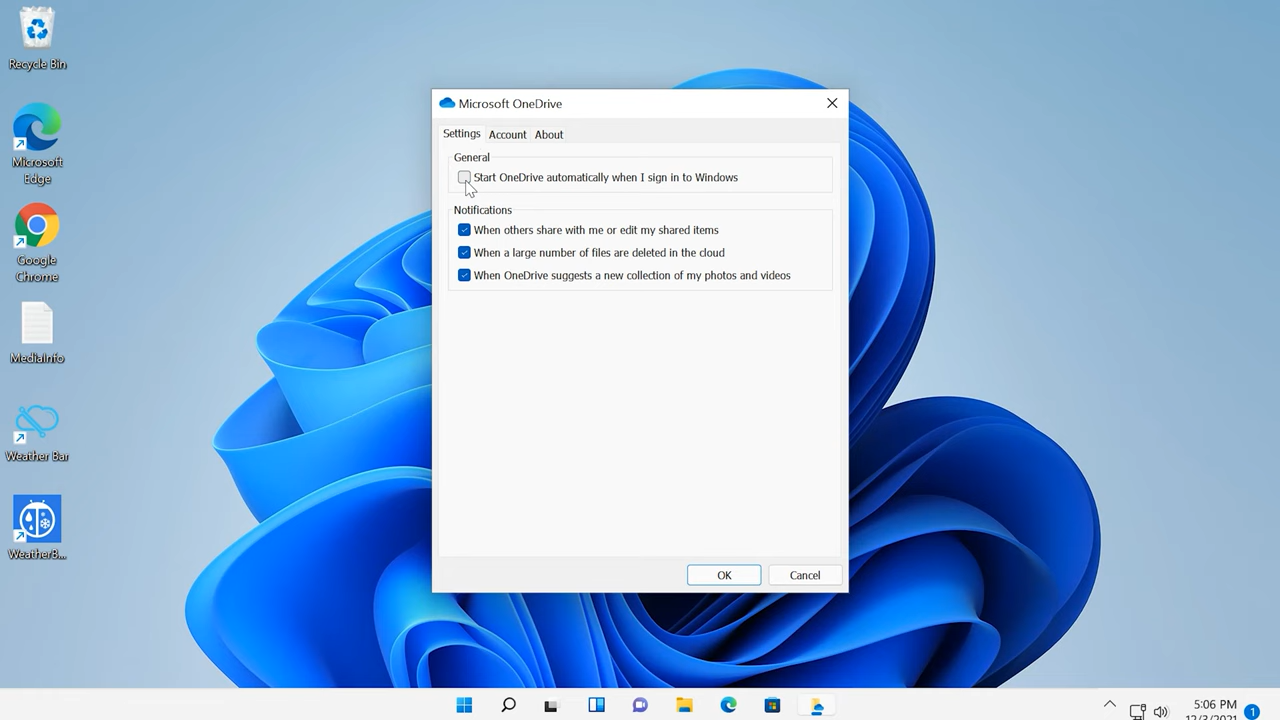 Recycle Bin
Microsoft
Edge
Google
Chrome
MediaInfo
Weather Bar
WeatherB...
Microsoft OneDrive
Settings Account About
General
Start OneDrive automatically when I sign in to Windows
Notifications
When others share with me or edit my shared items
When a large number of files are deleted in the cloud
When OneDrive suggests a new collection of my photos and videos
OK Cancel
5:06 PM
12/3/2021
1